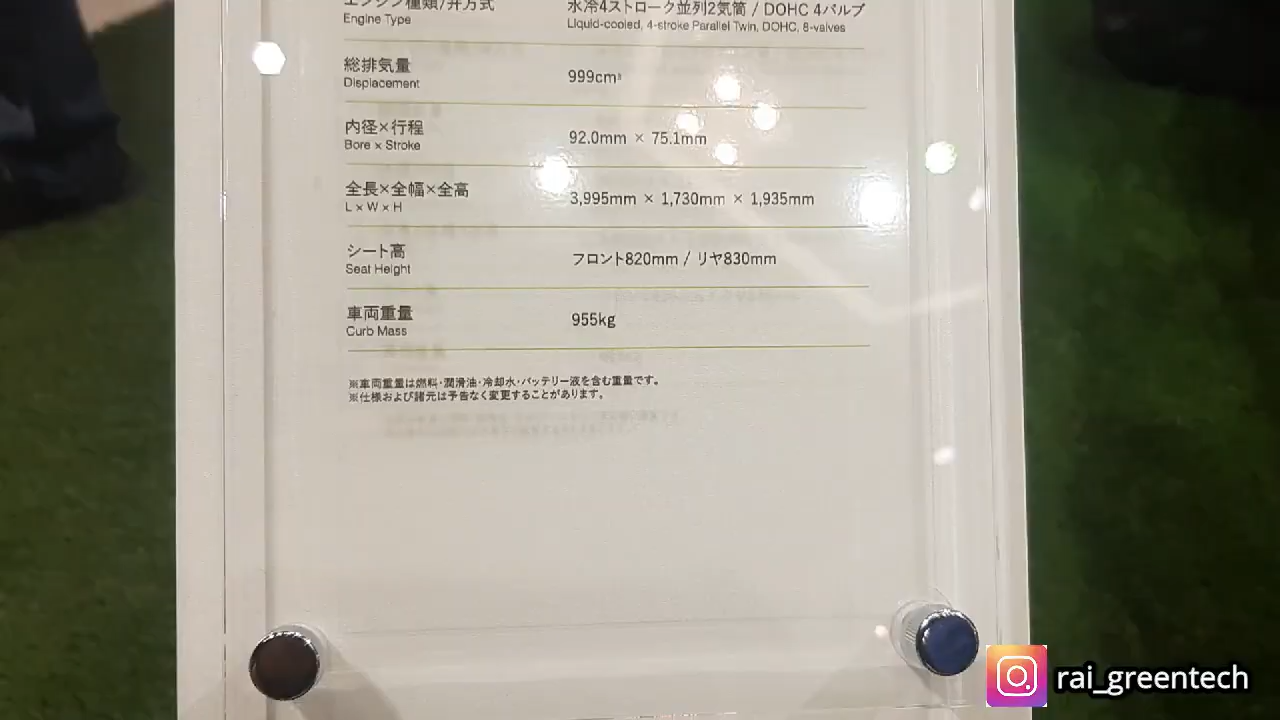 エンジン種類/弁方式
水冷4ストローク並列2気筒 / DOHC 4バルブ
Engine Type
Liquid-cooled, 4-stroke Parallel Twin, DOHC, 8-valves
総排気量
999cm³
Displacement
内径×行程
92.0mm × 75.1mm
Bore x Stroke
全長×全幅×全高
3,995mm × 1,730mm × 1,935mm
L x W x H
シート高
フロント820mm / リヤ830mm
Seat Height
車両重量
955kg
Curb Mass
※車両重量は燃料・潤滑油・冷却水・バッテリー液を含む重量です。
※仕様および諸元は予告なく変更することがあります。
rai_greentech